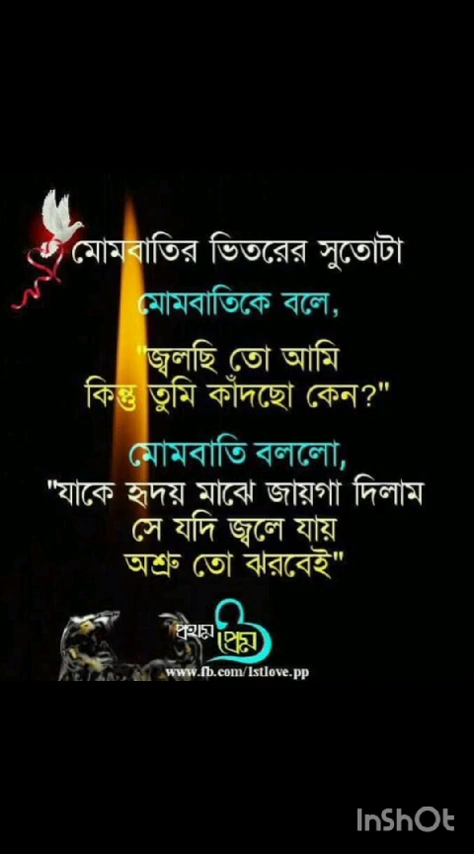 মোমবাতির ভিতরের সুতোটা
মোমবাতিকে বলে,
"জ্বলছি তো আমি
কিন্তু তুমি কাঁদছো কেন?"
মোমবাতি বললো,
"যাকে হৃদয় মাঝে জায়গা দিলাম
সে যদি জ্বলে যায়
অশ্রু তো ঝরবেই"
প্রথম প্রেম
www.fb.com/1stlove.pp
InShOt